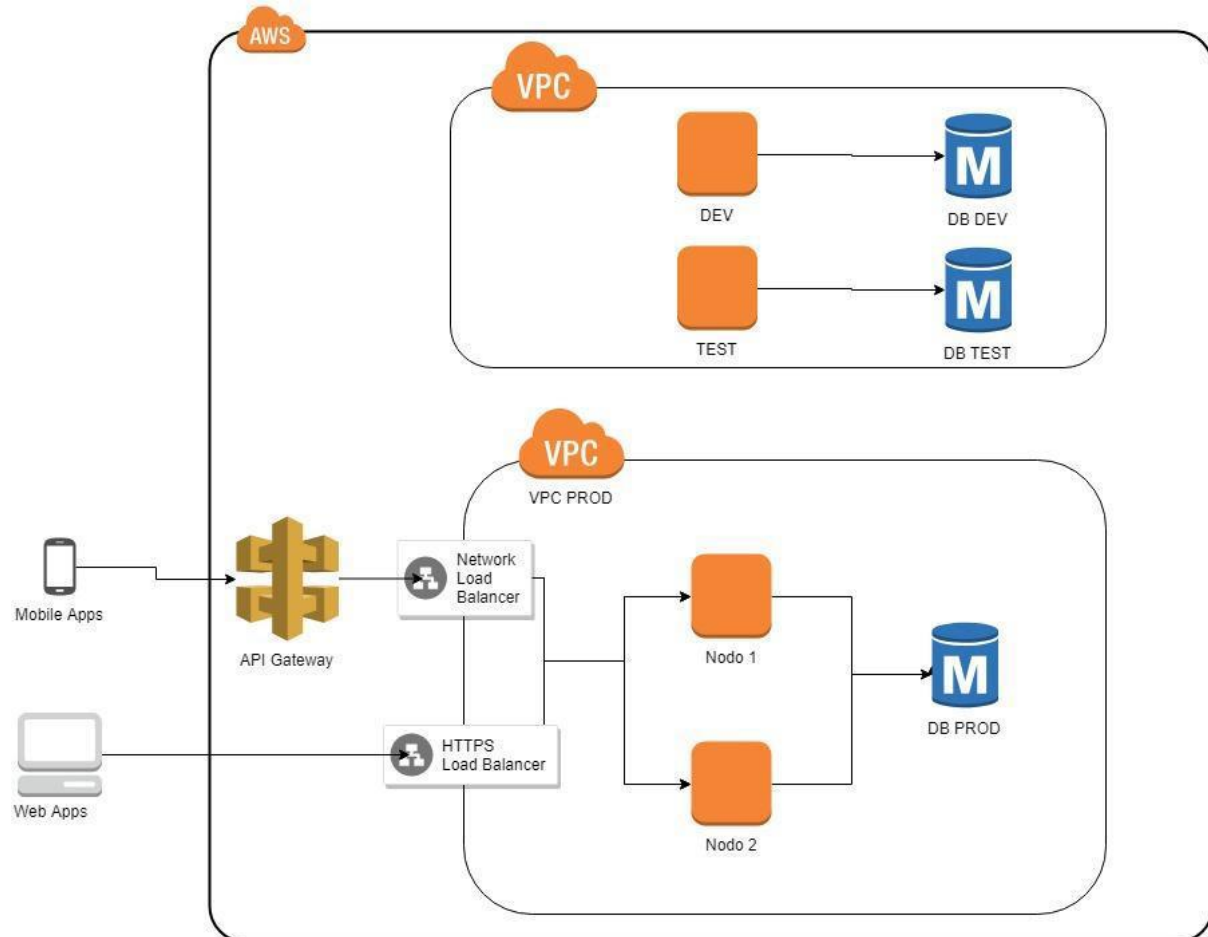 AWS
VPC
M
DEV
DB DEV
M
TEST
DB TEST
VPC
VPC PROD
Network
Load
Balancer
Mobile Apps
API Gateway
Nodo 1
M
DB PROD
HTTPS
Load Balancer
Web Apps
Nodo 2